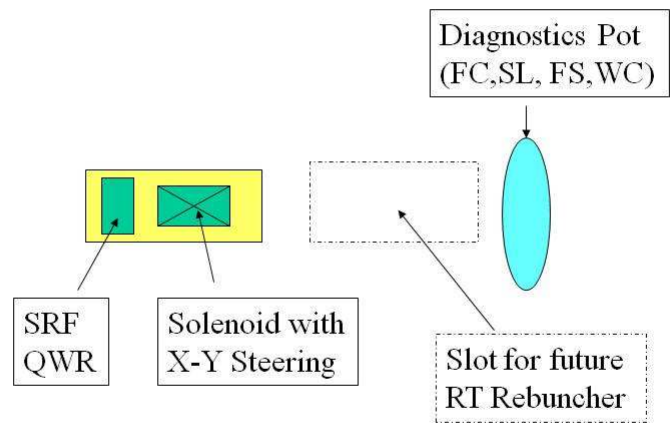 Diagnostics Pot
(FC,SL, FS,WC)
SRF
QWR
Solenoid with
X-Y Steering
Slot for future
RT Rebuncher